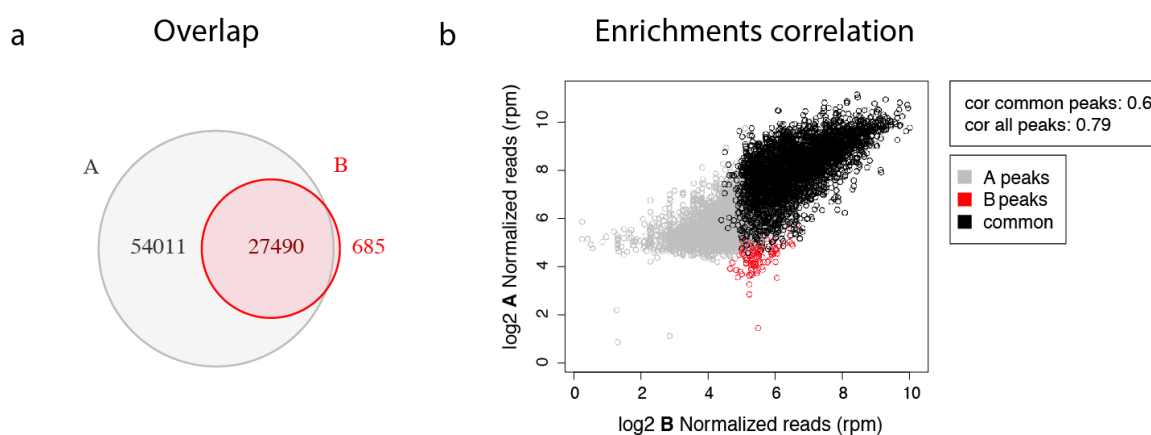 a
Overlap
A
B
54011
27490
685
b
Enrichments correlation
log2 A Normalized reads (rpm)
10
8
6
4
2
0
0 2 4 6 8 10
log2 B Normalized reads (rpm)
cor common peaks: 0.6
cor all peaks: 0.79
A peaks
B peaks
common